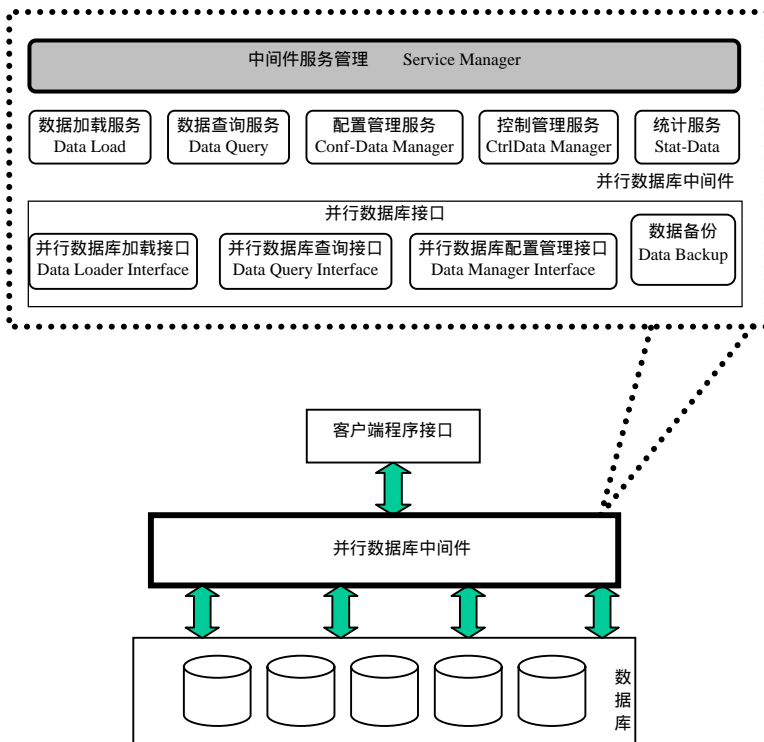 中间件服务管理 Service Manager
数据加载服务
Data Load
数据查询服务
Data Query
配置管理服务
Conf-Data Manager
控制管理服务
CtrlData Manager
统计服务
Stat-Data
并行数据库中间件
并行数据库接口
并行数据库加载接口
Data Loader Interface
并行数据库查询接口
Data Query Interface
并行数据库配置管理接口
Data Manager Interface
数据备份
Data Backup
客户端程序接口
并行数据库中间件
数
据
库